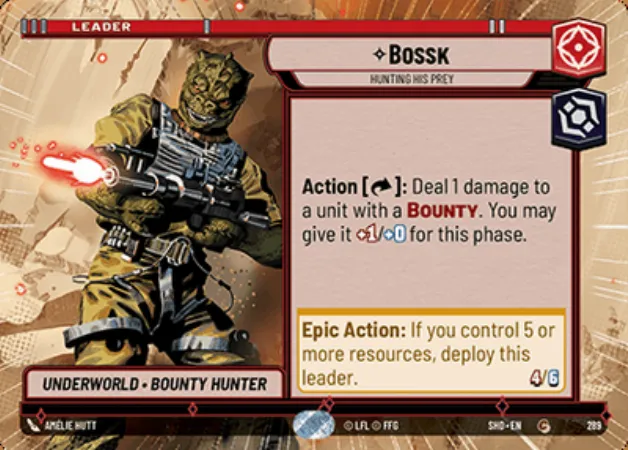 LEADER
BOSSK
HUNTING HIS PREY
Action [ ]: Deal 1 damage to
a unit with a BOUNTY. You may
give it +1/+0 for this phase.
Epic Action: If you control 5 or
more resources, deploy this
leader.
4/6
UNDERWORLD • BOUNTY HUNTER
AMÉLIE HUTT
© LFL © FFG
SHD • EN
G
289